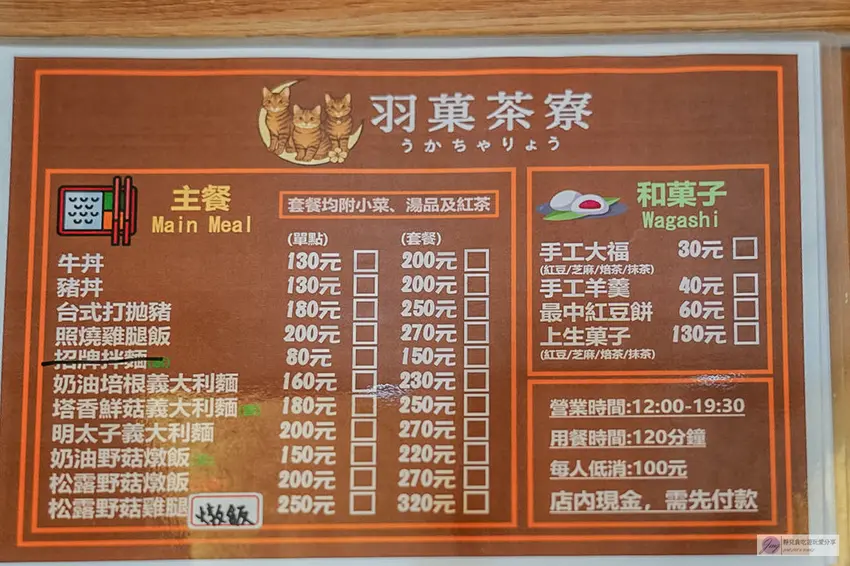 羽菓茶寮
うかちゃりょう
主餐
Main Meal
套餐均附小菜、湯品及紅茶
(單點) (套餐)
牛丼 130元 200元
豬丼 130元 200元
台式打拋豬 180元 250元
照燒雞腿飯 200元 270元
招牌拌麵 80元 150元
奶油培根義大利麵 160元 230元
塔香鮮菇義大利麵 180元 250元
明太子義大利麵 200元 270元
奶油野菇燉飯 150元 220元
松露野菇燉飯 200元 270元
松露野菇雞腿燉飯 250元 320元
和菓子
Wagashi
手工大福 30元
(紅豆/芝麻/焙茶/抹茶)
手工羊羹 40元
最中紅豆餅 60元
上生菓子 130元
(紅豆/芝麻/焙茶/抹茶)
營業時間:12:00-19:30
用餐時間:120分鐘
每人低消:100元
店內現金，需先付款